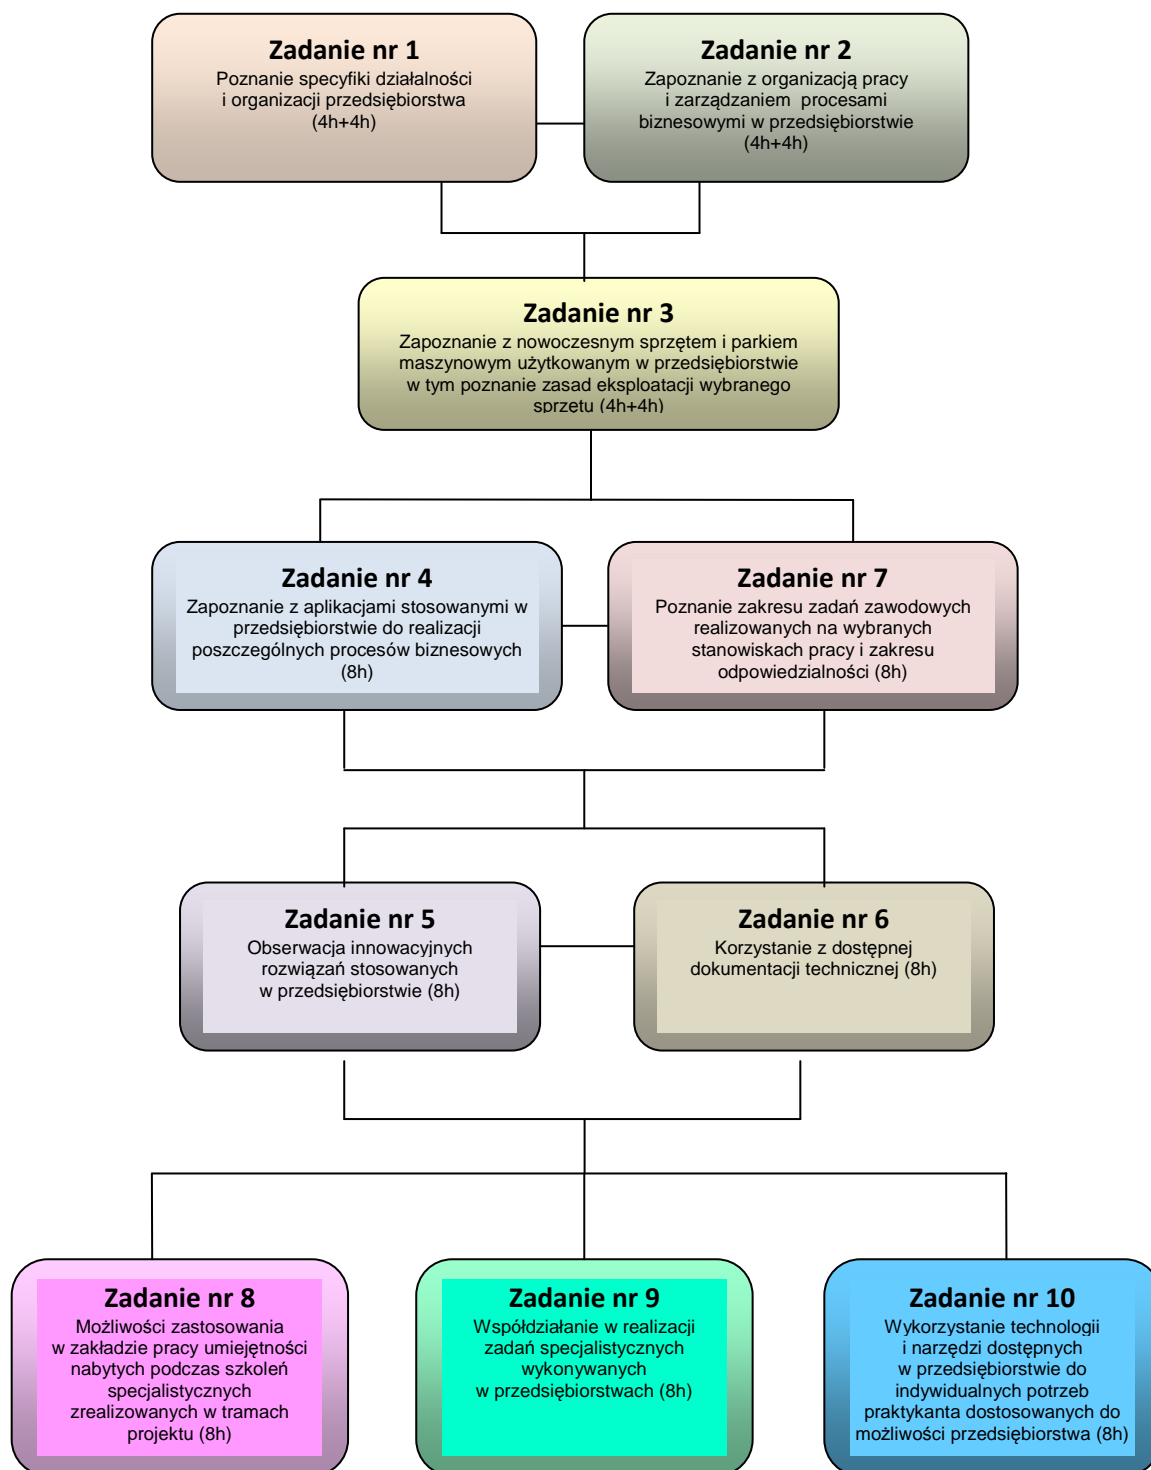 Zadanie nr 1
Poznanie specyfiki działalności
i organizacji przedsiębiorstwa
(4h+4h)
Zadanie nr 2
Zapoznanie z organizacją pracy
i zarządzaniem procesami
biznesowymi w przedsiębiorstwie
(4h+4h)
Zadanie nr 3
Zapoznanie z nowoczesnym sprzętem i parkiem
maszynowym użytkowanym w przedsiębiorstwie
w tym poznanie zasad eksploatacji wybranego
sprzętu (4h+4h)
Zadanie nr 4
Zapoznanie z aplikacjami stosowanymi w
przedsiębiorstwie do realizacji
poszczególnych procesów biznesowych
(8h)
Zadanie nr 7
Poznanie zakresu zadań zawodowych
realizowanych na wybranych
stanowiskach pracy i zakresu
odpowiedzialności (8h)
Zadanie nr 5
Obserwacja innowacyjnych
rozwiązań stosowanych
w przedsiębiorstwie (8h)
Zadanie nr 6
Korzystanie z dostępnej
dokumentacji technicznej (8h)
Zadanie nr 8
Możliwości zastosowania
w zakładzie pracy umiejętności
nabytych podczas szkoleń
specjalistycznych
zrealizowanych w tramach
projektu (8h)
Zadanie nr 9
Współdziałanie w realizacji
zadań specjalistycznych
wykonywanych
w przedsiębiorstwach (8h)
Zadanie nr 10
Wykorzystanie technologii
i narzędzi dostępnych
w przedsiębiorstwie do
indywidualnych potrzeb
praktykanta dostosowanych do
możliwości przedsiębiorstwa (8h)